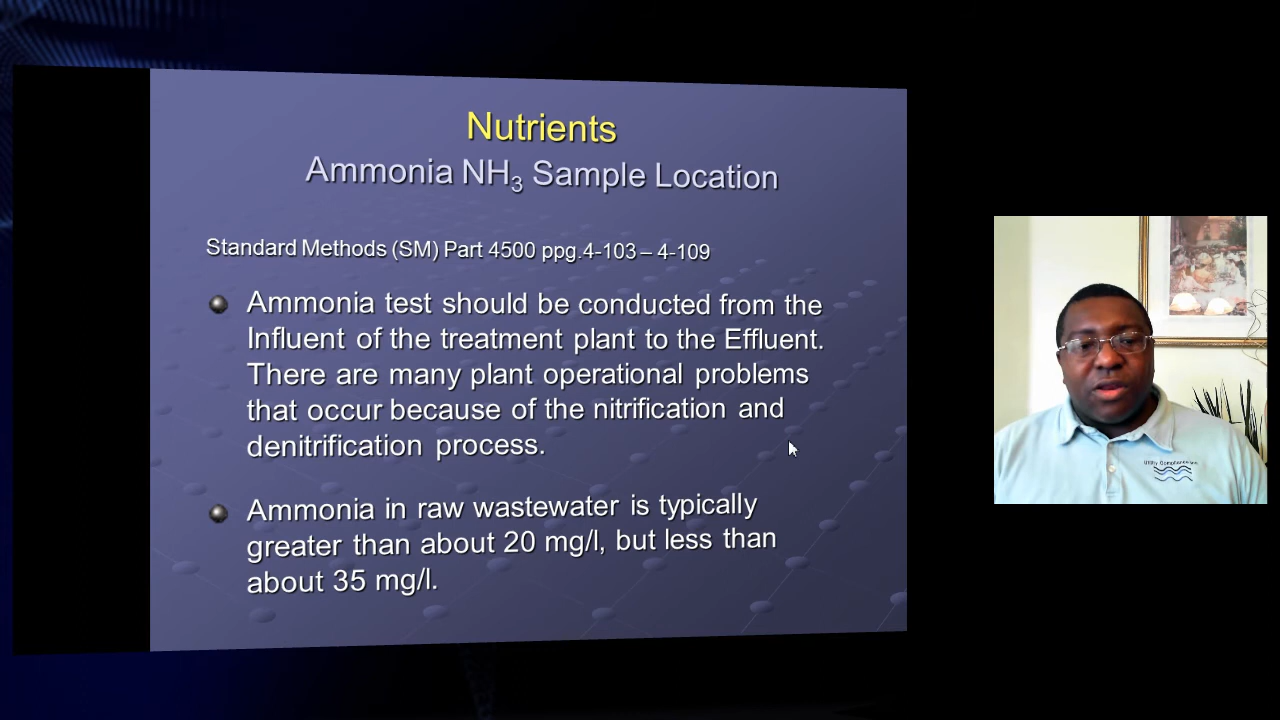 Nutrients
Ammonia NH₃ Sample Location
Standard Methods (SM) Part 4500 ppg.4-103 – 4-109
Ammonia test should be conducted from the
Influent of the treatment plant to the Effluent.
There are many plant operational problems
that occur because of the nitrification and
denitrification process.
Ammonia in raw wastewater is typically
greater than about 20 mg/l, but less than
about 35 mg/l.
Utility Compliance Inc